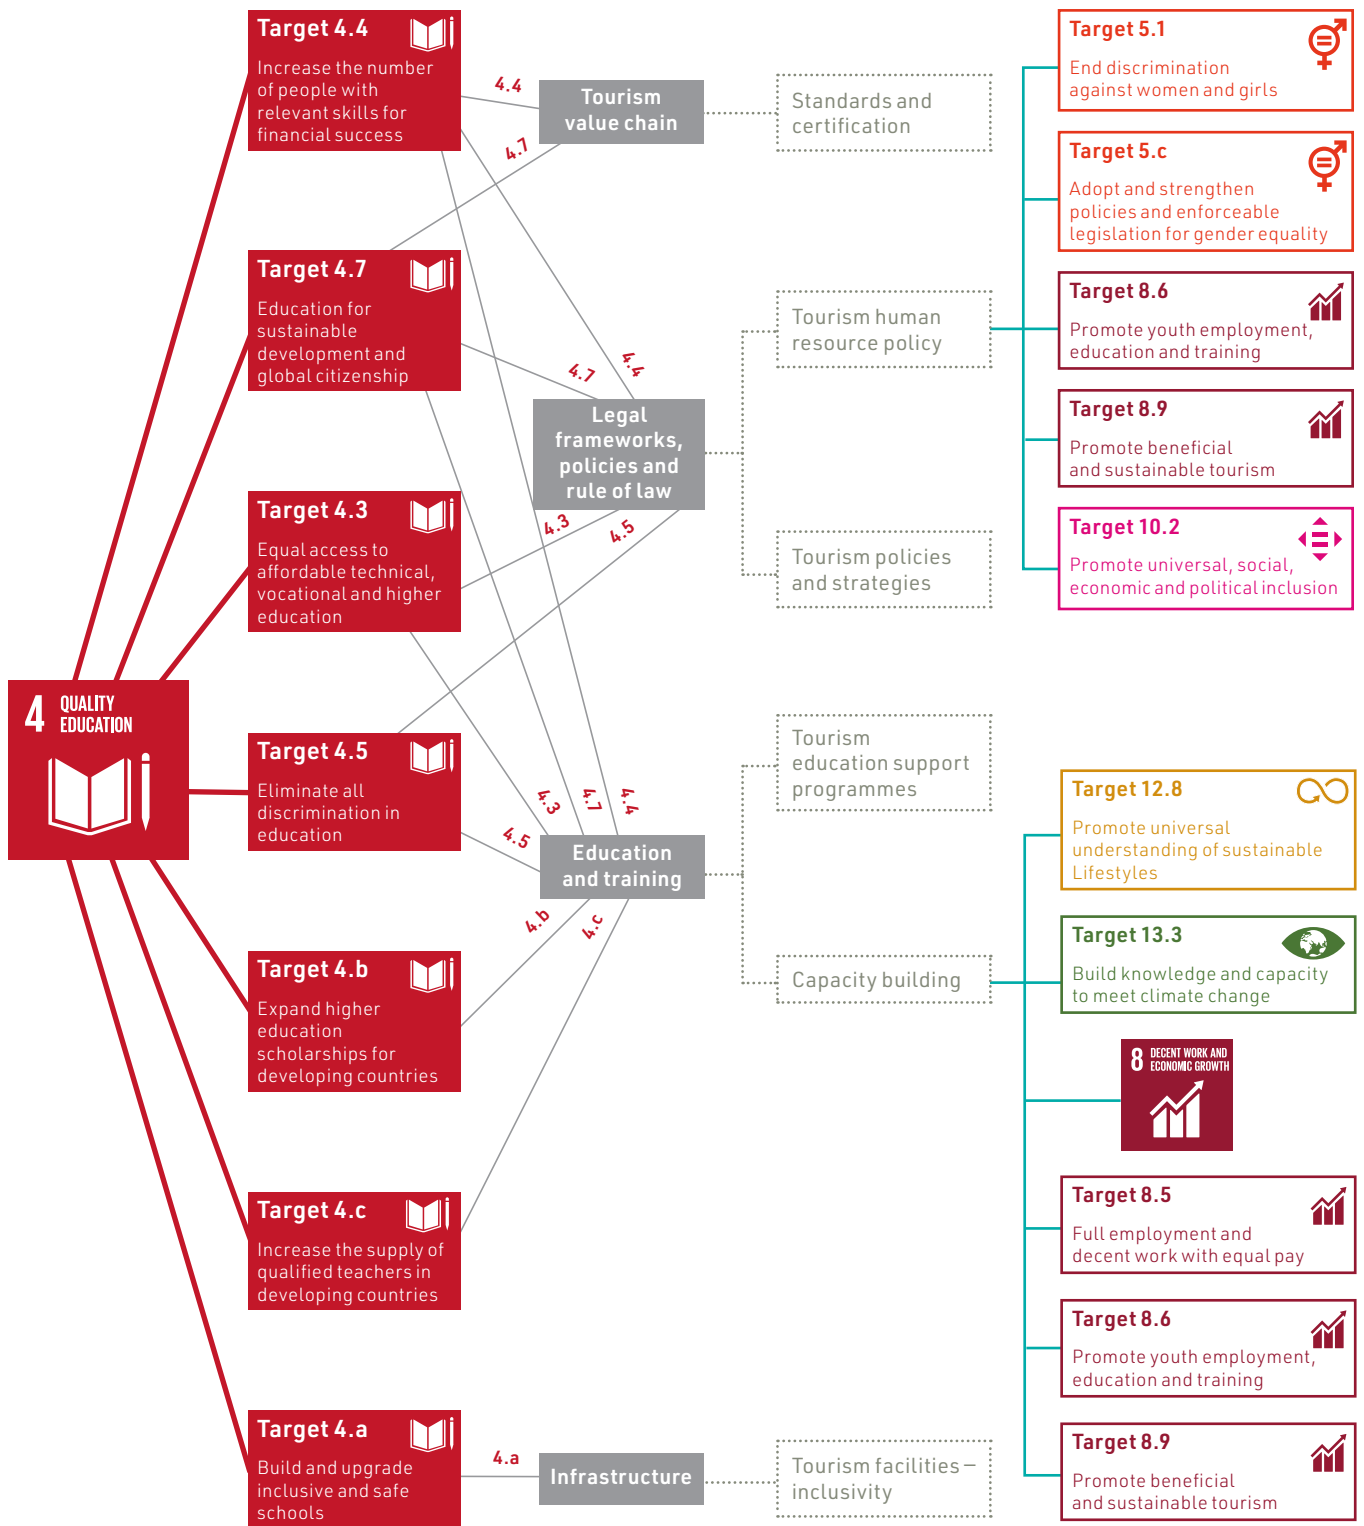 Target 4.4
Increase the number
of people with
relevant skills for
financial success
Target 4.7
Education for
sustainable
development and
global citizenship
Target 4.3
Equal access to
affordable technical,
vocational and higher
education
4 QUALITY
EDUCATION
Target 4.5
Eliminate all
discrimination in
education
Target 4.b
Expand higher
education
scholarships for
developing countries
Target 4.c
Increase the supply of
qualified teachers in
developing countries
Target 4.a
Build and upgrade
inclusive and safe
schools
4.4
4.7
Tourism
value chain
4.7
4.4
Legal
frameworks,
policies and
rule of law
4.3
4.5
4.3
4.7
4.4
4.5
Education
and training
4.b
4.c
4.a
Infrastructure
Standards and
certification
Tourism human
resource policy
Tourism policies
and strategies
Tourism
education support
programmes
Capacity building
Tourism facilities –
inclusivity
Target 5.1
End discrimination
against women and girls
Target 5.c
Adopt and strengthen
policies and enforceable
legislation for gender equality
Target 8.6
Promote youth employment,
education and training
Target 8.9
Promote beneficial
and sustainable tourism
Target 10.2
Promote universal, social,
economic and political inclusion
Target 12.8
Promote universal
understanding of sustainable
Lifestyles
Target 13.3
Build knowledge and capacity
to meet climate change
8 DECENT WORK AND
ECONOMIC GROWTH
Target 8.5
Full employment and
decent work with equal pay
Target 8.6
Promote youth employment,
education and training
Target 8.9
Promote beneficial
and sustainable tourism